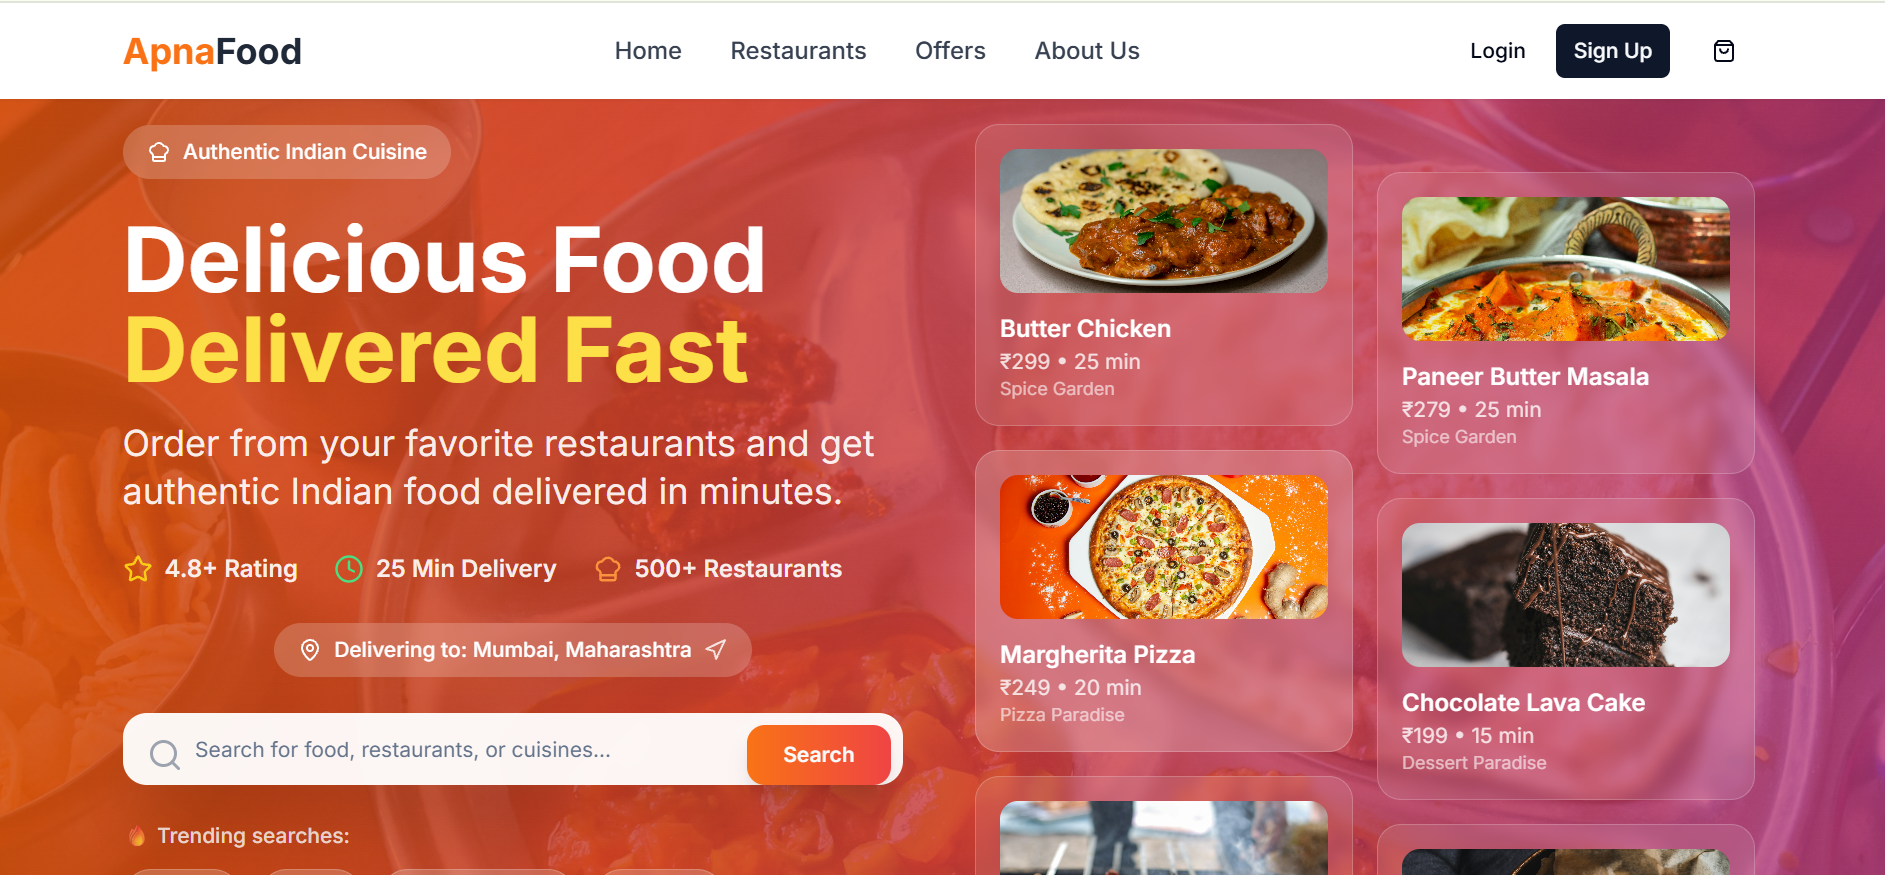 ApnaFood
Home
Restaurants
Offers
About Us
Login
Sign Up
Authentic Indian Cuisine
Delicious Food
Delivered Fast
Order from your favorite restaurants and get
authentic Indian food delivered in minutes.
4.8+ Rating
25 Min Delivery
500+ Restaurants
Delivering to: Mumbai, Maharashtra
Search for food, restaurants, or cuisines...
Search
Trending searches:
Butter Chicken
₹299 • 25 min
Spice Garden
Margherita Pizza
₹249 • 20 min
Pizza Paradise
Paneer Butter Masala
₹279 • 25 min
Spice Garden
Chocolate Lava Cake
₹199 • 15 min
Dessert Paradise